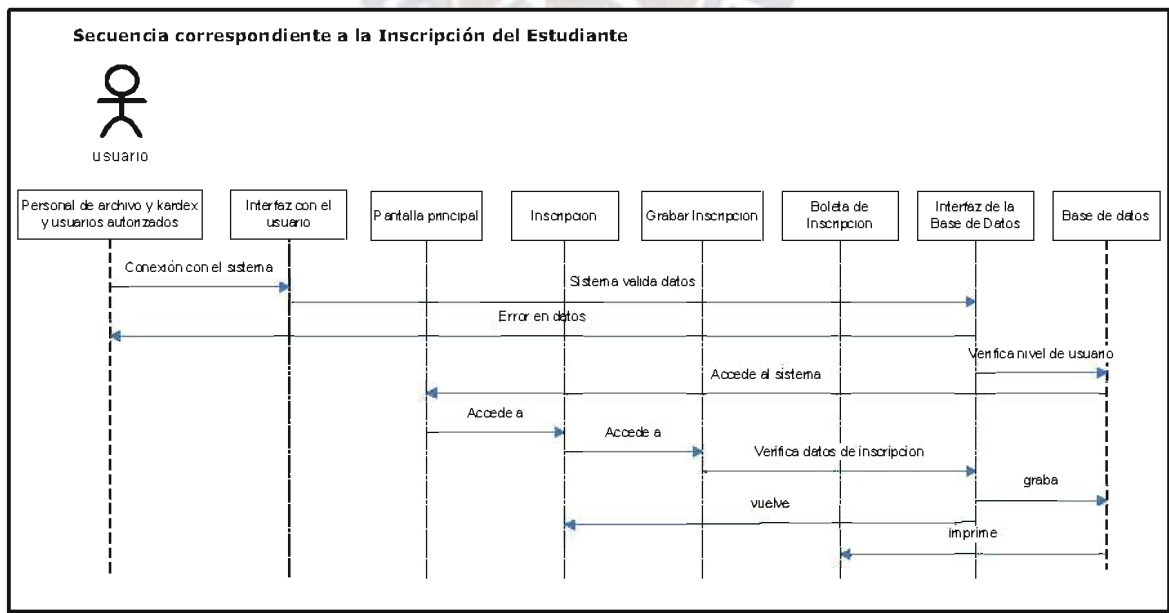 Secuencia correspondiente a la Inscripción del Estudiante
usuario
Personal de archivo y kardex
y usuarios autorizados
Interfaz con el
usuario
Pantalla principal
Inscripcion
Grabar Inscripcion
Boleta de
Inscripcion
Interfaz de la
Base de Datos
Base de datos
Conexión con el sistema
Sistema valida datos
Error en datos
Verifica nivel de usuario
Accede al sistema
Accede a
Accede a
Verifica datos de inscripcion
graba
vuelve
imprime